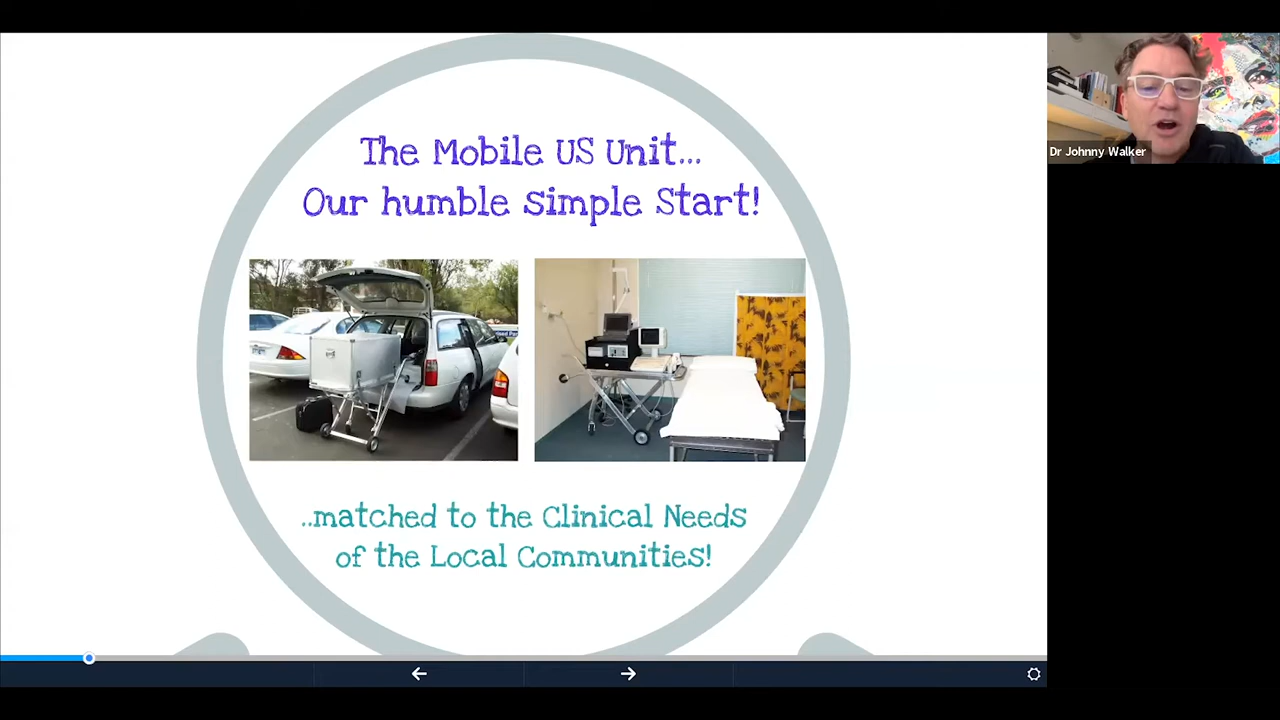 The Mobile US Unit...
Our humble simple Start!
..matched to the Clinical Needs
of the Local Communities!
Dr Johnny Walker